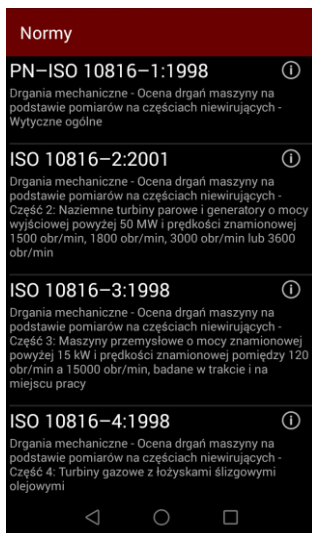 Normy
PN–ISO 10816–1:1998
Drgania mechaniczne - Ocena drgań maszyny na
podstawie pomiarów na częściach niewirujących -
Wytyczne ogólne
ISO 10816–2:2001
Drgania mechaniczne - Ocena drgań maszyny na
podstawie pomiarów na częściach niewirujących -
Część 2: Naziemne turbiny parowe i generatory o mocy
wyjściowej powyżej 50 MW i prędkości znamionowej
1500 obr/min, 1800 obr/min, 3000 obr/min lub 3600
obr/min
ISO 10816–3:1998
Drgania mechaniczne - Ocena drgań maszyny na
podstawie pomiarów na częściach niewirujących -
Część 3: Maszyny przemysłowe o mocy znamionowej
powyżej 15 kW i prędkości znamionowej pomiędzy 120
obr/min a 15000 obr/min, badane w trakcie i na
miejscu pracy
ISO 10816–4:1998
Drgania mechaniczne - Ocena drgań maszyny na
podstawie pomiarów na częściach niewirujących -
Część 4: Turbiny gazowe z łożyskami ślizgowymi
olejowymi